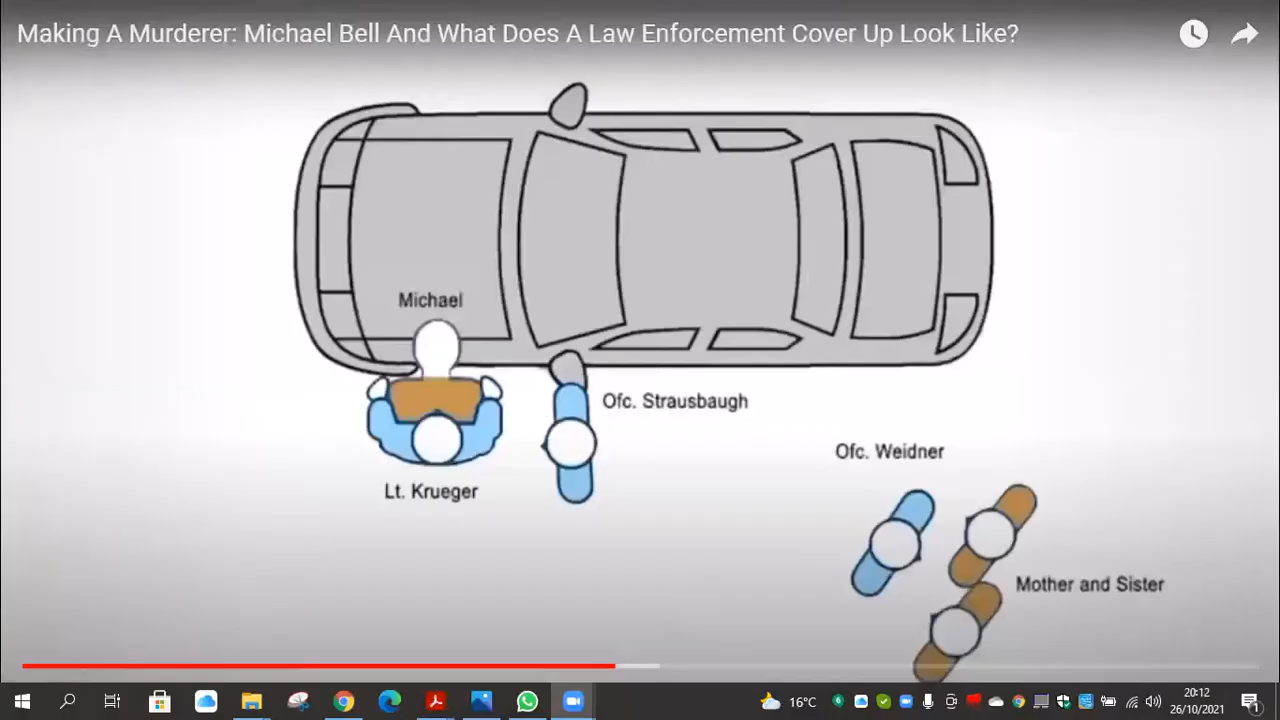 Making A Murderer: Michael Bell And What Does A Law Enforcement Cover Up Look Like?
Michael
Ofc. Strausbaugh
Ofc. Weidner
Lt. Krueger
Mother and Sister
16°C
20:12
26/10/2021
1